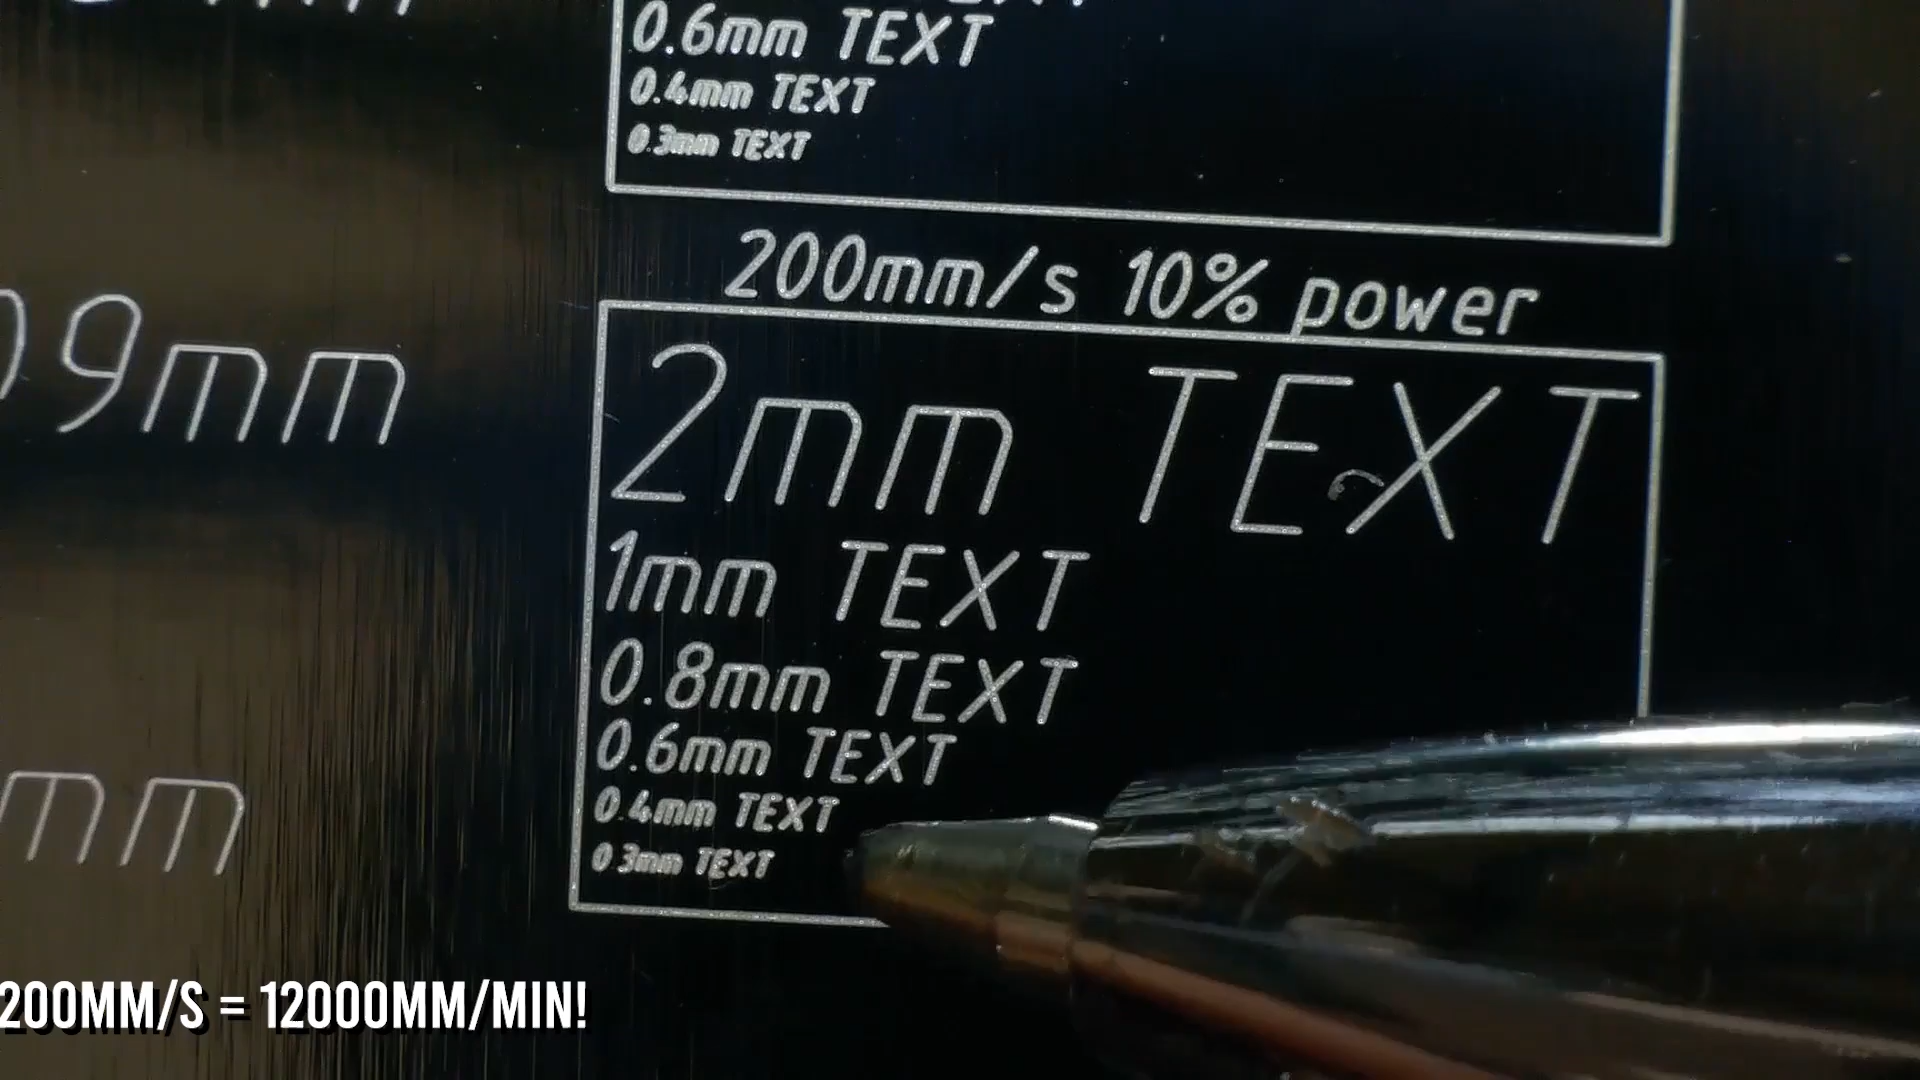 0.6mm TEXT
0.4mm TEXT
0.3mm TEXT
200mm/s 10% power
9mm
2mm TEXT
1mm TEXT
0.8mm TEXT
0.6mm TEXT
mm
0.4mm TEXT
0.3mm TEXT
200MM/S = 12000MM/MIN!